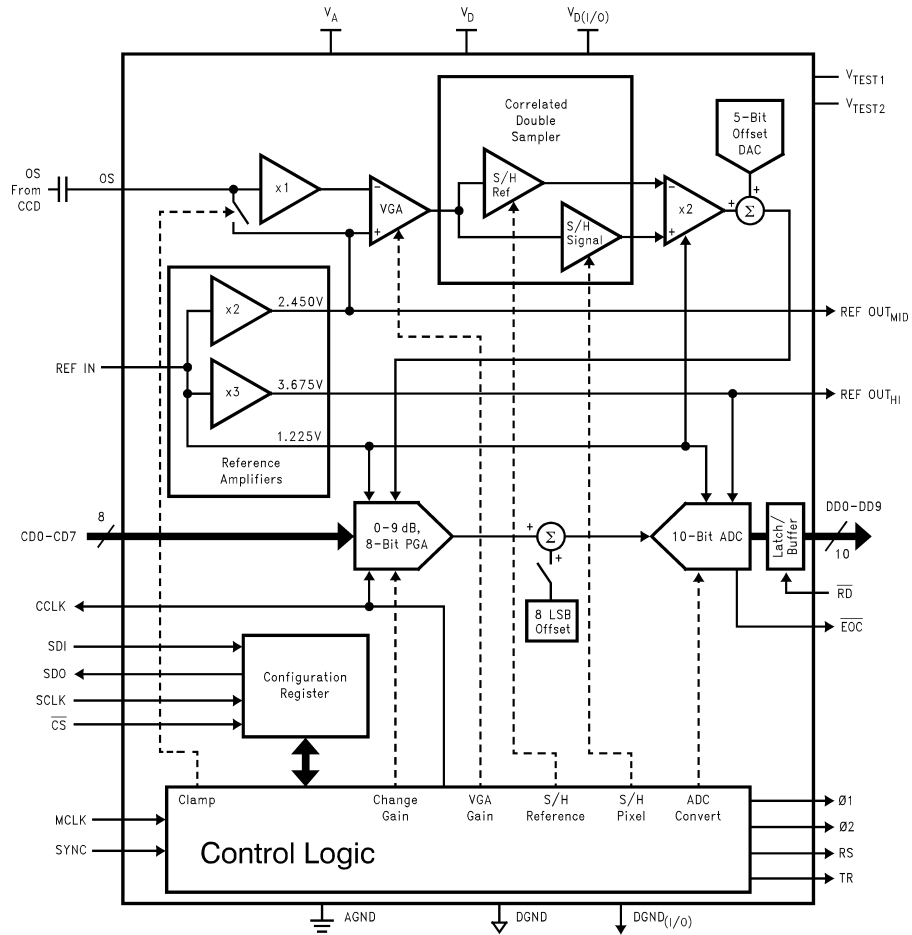 V_A
V_D
V_D(I/O)
V_TEST1
V_TEST2
Correlated
Double
Sampler
5-Bit
Offset
DAC
OS
From
CCD
OS
x1
−
VGA
+
S/H
Ref
S/H
Signal
−
x2
+
+
Σ
+
x2
2.450V
REF OUT_MID
REF IN
x3
3.675V
REF OUT_HI
1.225V
Reference
Amplifiers
CD0-CD7
8
0-9 dB,
8-Bit PGA
+
Σ
+
10-Bit ADC
Latch/
Buffer
DD0-DD9
10
8 LSB
Offset
R̅D̅
E̅O̅C̅
CCLK
SDI
SDO
SCLK
C̅S̅
Configuration
Register
Clamp
Change
Gain
VGA
Gain
S/H
Reference
S/H
Pixel
ADC
Convert
MCLK
SYNC
Control Logic
Ø1
Ø2
RS
TR
AGND
DGND
DGND(I/O)